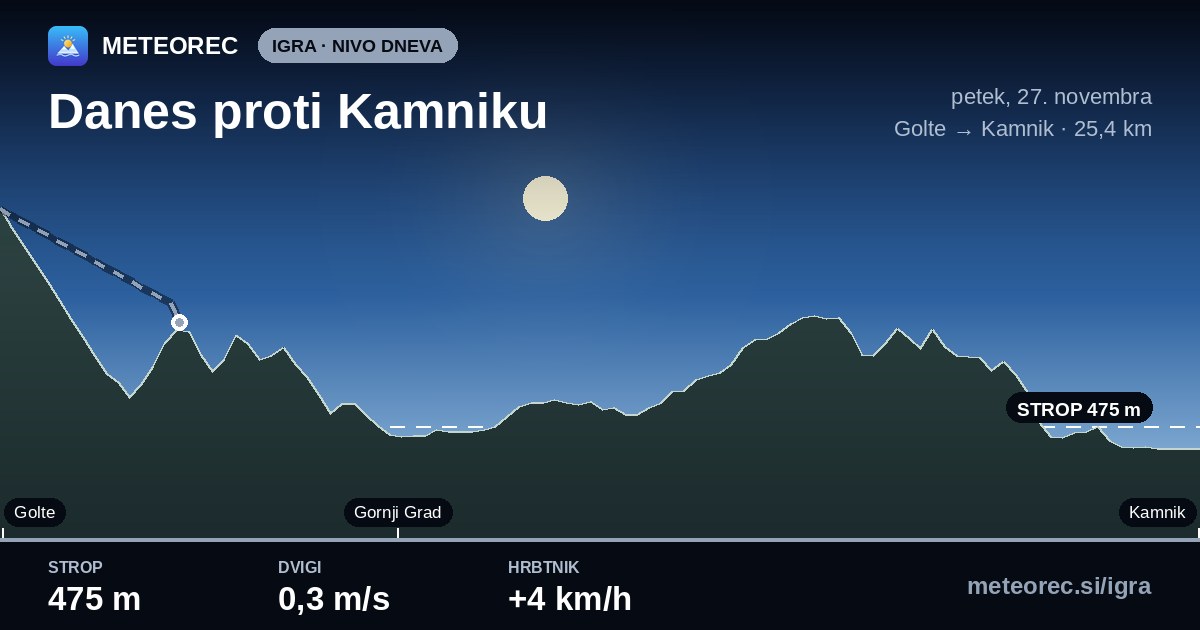 METEOREC
IGRA · NIVO DNEVA
Danes proti Kamniku
petek, 27. novembra
Golte → Kamnik · 25,4 km
STROP 475 m
Golte
Gornji Grad
Kamnik
STROP
475 m
DVIGI
0,3 m/s
HRBTNIK
+4 km/h
meteorec.si/igra